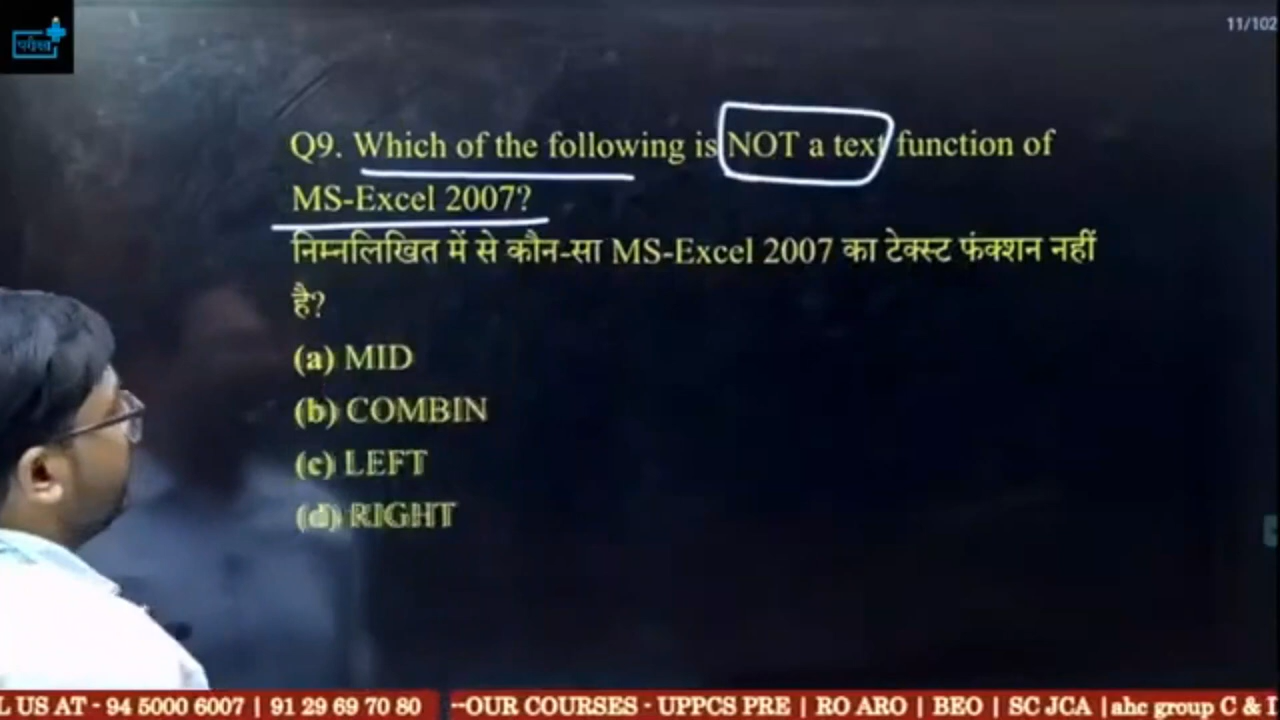 परीक्षा
11/102
Q9. Which of the following is NOT a text function of
MS-Excel 2007?
निम्नलिखित में से कौन-सा MS-Excel 2007 का टेक्स्ट फंक्शन नहीं
है?
(a) MID
(b) COMBIN
(c) LEFT
(d) RIGHT
L US AT - 94 5000 6007 | 91 29 69 70 80 --OUR COURSES - UPPCS PRE | RO ARO | BEO | SC JCA |ahc group C &